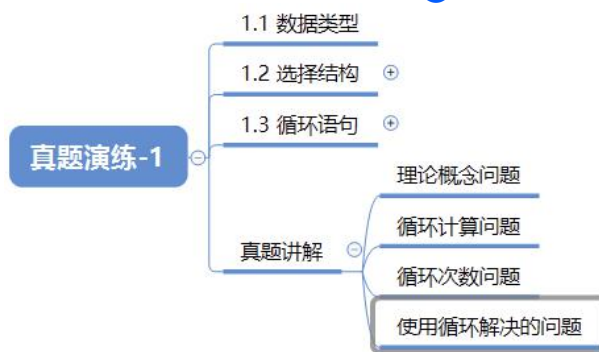 1.1 数据类型
1.2 选择结构
1.3 循环语句
真题演练-1
理论概念问题
循环计算问题
真题讲解
循环次数问题
使用循环解决的问题